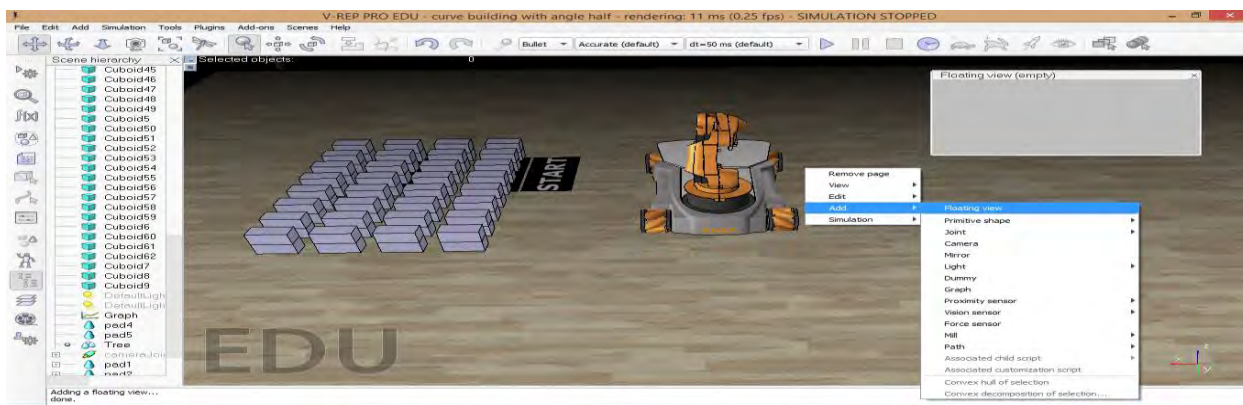 V-REP PRO EDU - curve building with angle half - rendering: 11 ms (0.25 fps) - SIMULATION STOPPED
File Edit Add Simulation Tools Plugins Add-ons Scenes Help
Bullet Accurate (default) dt=50 ms (default)
Scene hierarchy
Selected objects: 0
Floating view (empty)
Cuboid45
Cuboid46
Cuboid47
Cuboid48
Cuboid49
Cuboid5
Cuboid50
Cuboid51
Cuboid52
Cuboid53
Cuboid54
Cuboid55
Cuboid56
Cuboid57
Cuboid58
Cuboid59
Cuboid6
Cuboid60
Cuboid61
Cuboid62
Cuboid7
Cuboid8
Cuboid9
DefaultLigh
DefaultLigh
Graph
pad4
pad5
Tree
cameraJoi
pad1
pad2
START
EDU
Remove page
View
Edit
Add
Simulation
Floating view
Primitive shape
Joint
Camera
Mirror
Light
Dummy
Graph
Proximity sensor
Vision sensor
Force sensor
Mill
Path
Associated child script
Associated customization script
Convex hull of selection
Convex decomposition of selection...
x
z
y
Adding a floating view...
done.